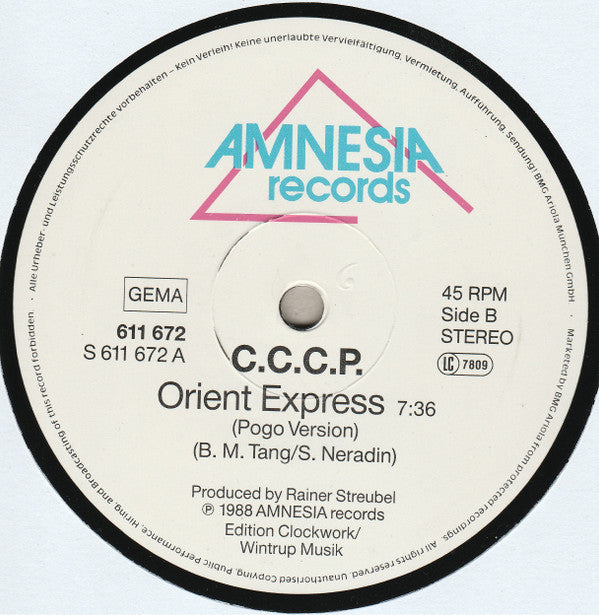 · Alle Urheber- und Leistungsschutzrechte vorbehalten – Kein Verleih! Keine unerlaubte Vervielfältigung, Vermietung, Aufführung, Sendung! BMG Ariola München GmbH ·
AMNESIA
records
GEMA
611 672
S 611 672 A
45 RPM
Side B
STEREO
LC 7809
C.C.C.P.
Orient Express 7:36
(Pogo Version)
(B. M. Tang/S. Neradin)
Produced by Rainer Streubel
℗ 1988 AMNESIA records
Edition Clockwork/
Wintrup Musik
· Marketed by BMG Ariola from protected recordings. All rights reserved. Unauthorised Copying, Public Performance, Hiring and Broadcasting of this record forbidden.